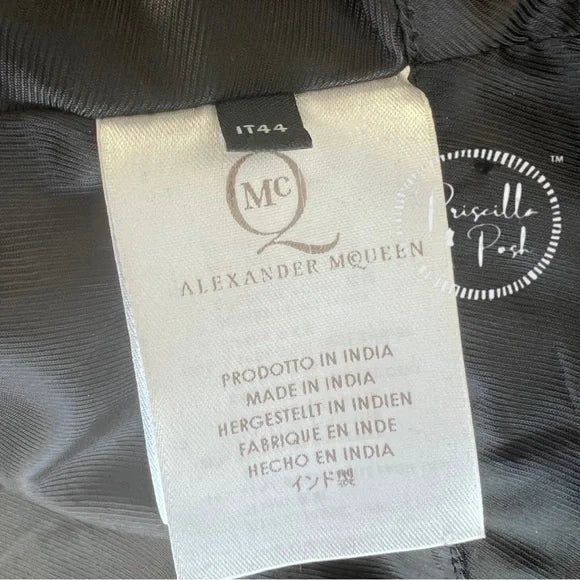 IT44
MC Q
ALEXANDER MCQUEEN
PRODOTTO IN INDIA
MADE IN INDIA
HERGESTELLT IN INDIEN
FABRIQUE EN INDE
HECHO EN INDIA
インド製
Priscilla
Posh
TM